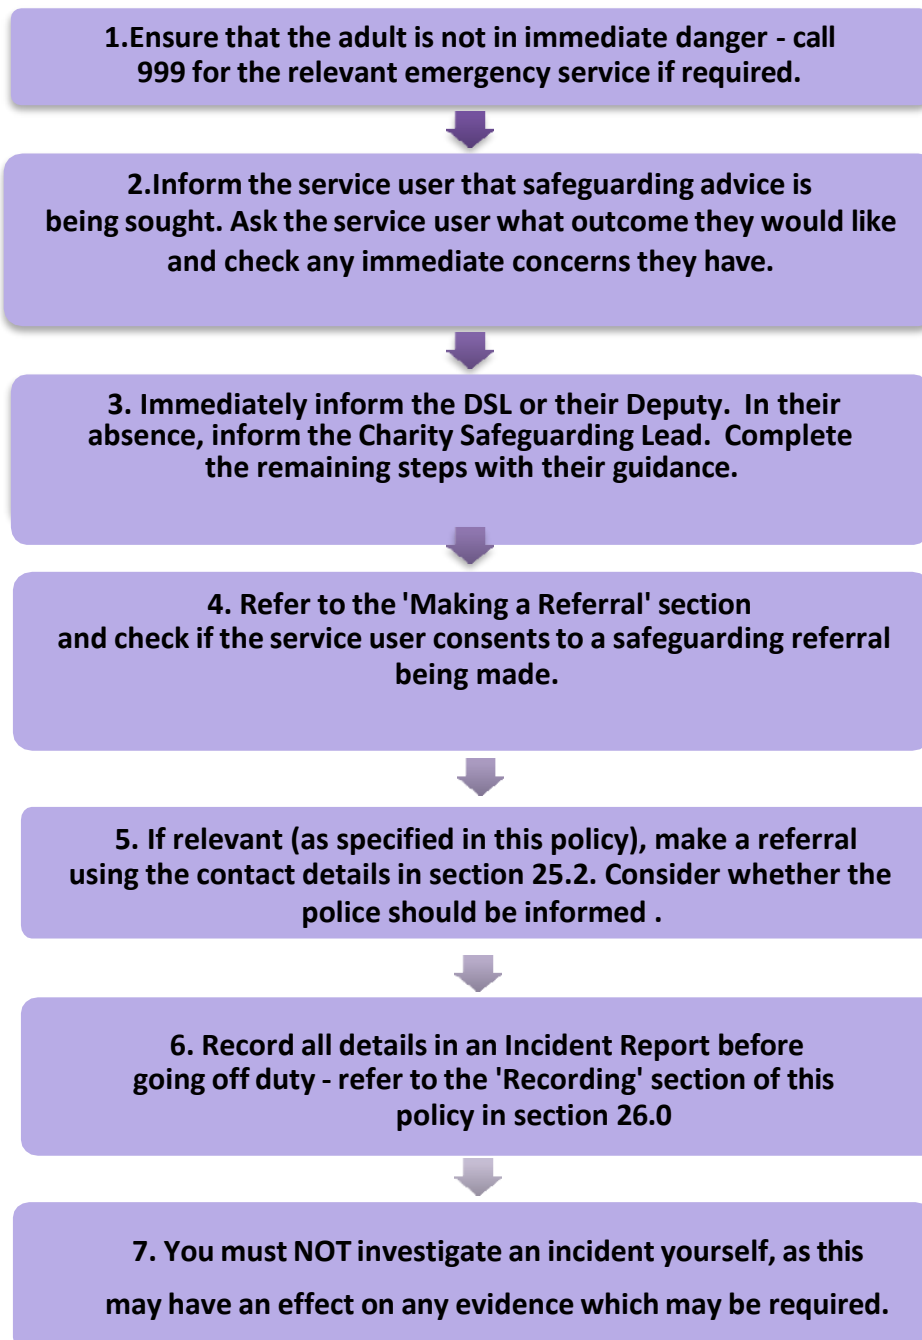 1.Ensure that the adult is not in immediate danger - call
999 for the relevant emergency service if required.
2.Inform the service user that safeguarding advice is
being sought. Ask the service user what outcome they would like
and check any immediate concerns they have.
3. Immediately inform the DSL or their Deputy.  In their
absence, inform the Charity Safeguarding Lead.  Complete
the remaining steps with their guidance.
4. Refer to the 'Making a Referral' section
and check if the service user consents to a safeguarding referral
being made.
5. If relevant (as specified in this policy), make a referral
using the contact details in section 25.2. Consider whether the
police should be informed .
6. Record all details in an Incident Report before
going off duty - refer to the 'Recording' section of this
policy in section 26.0
7. You must NOT investigate an incident yourself, as this
may have an effect on any evidence which may be required.